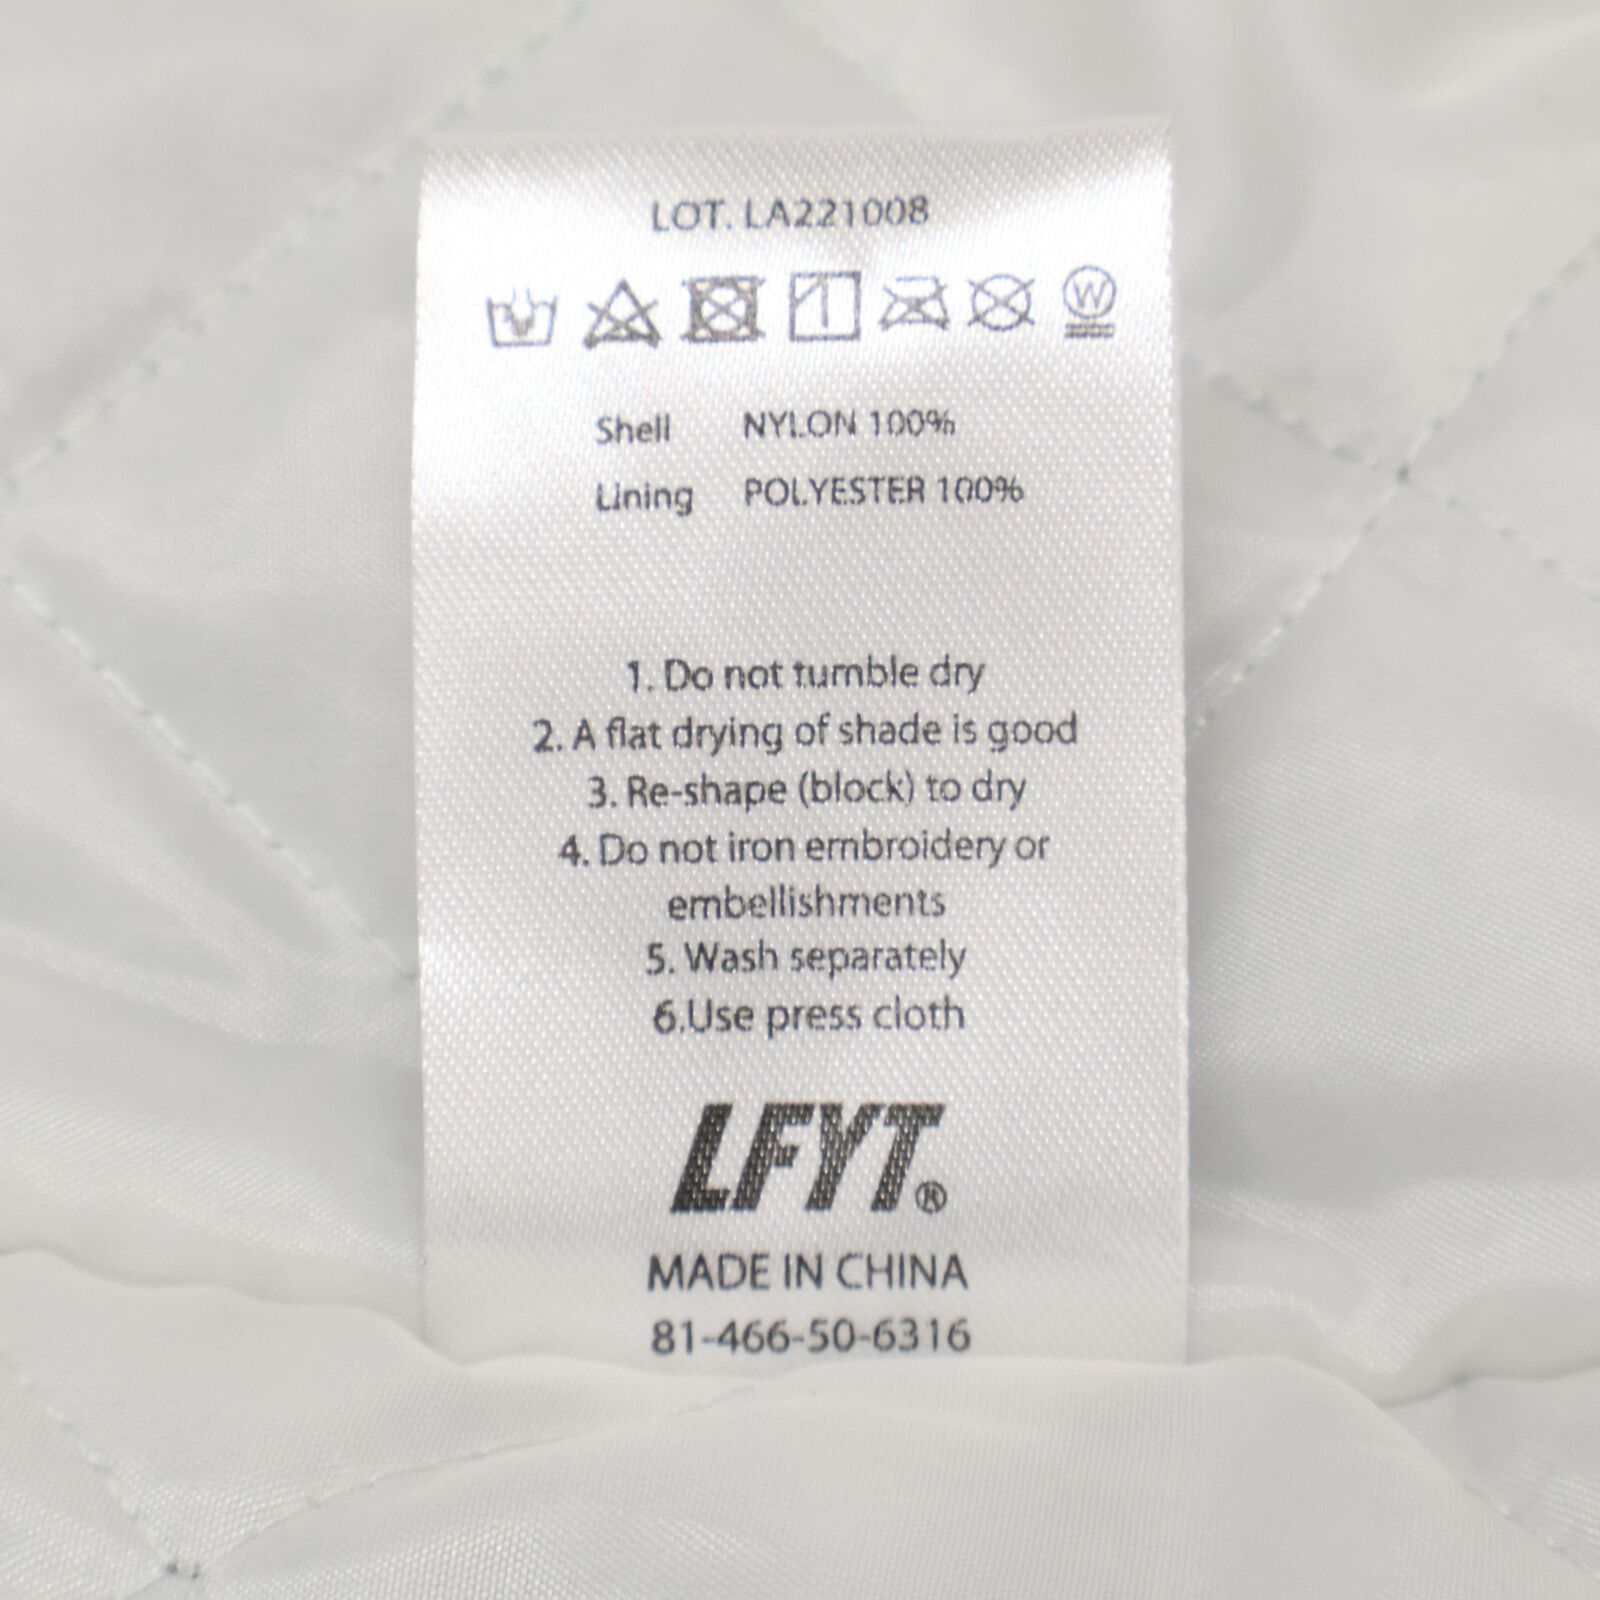 LOT. LA221008
W
Shell NYLON 100%
Lining POLYESTER 100%
1. Do not tumble dry
2. A flat drying of shade is good
3. Re-shape (block) to dry
4. Do not iron embroidery or
embellishments
5. Wash separately
6.Use press cloth
LFYT®
MADE IN CHINA
81-466-50-6316